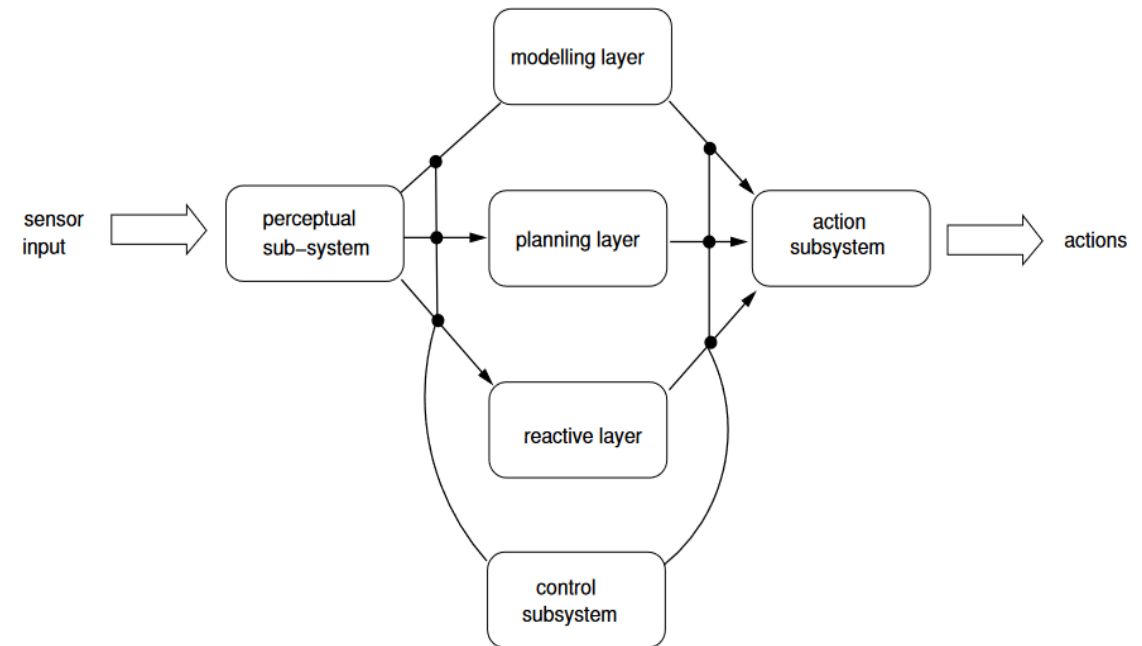 modelling layer
sensor
input
perceptual
sub−system
planning layer
action
subsystem
actions
reactive layer
control
subsystem